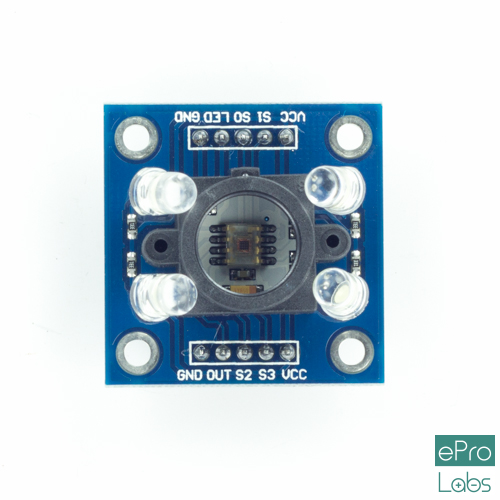 VCC S1 S0 LED GND
GND OUT S2 S3 VCC
ePro
Labs